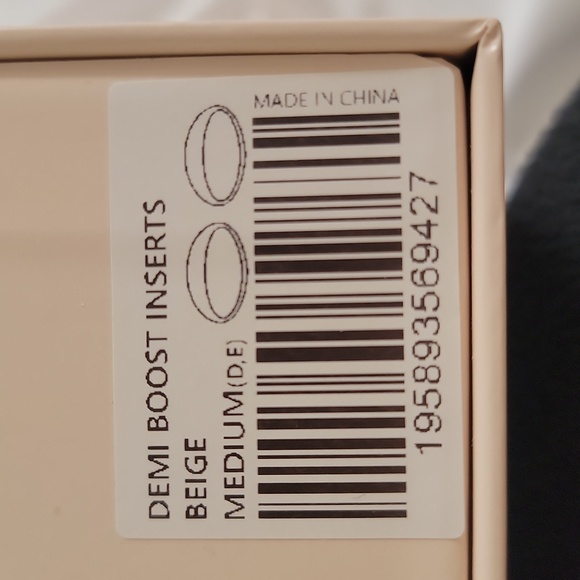 DEMI BOOST INSERTS
BEIGE
MEDIUM(D,E)
MADE IN CHINA
195893569427